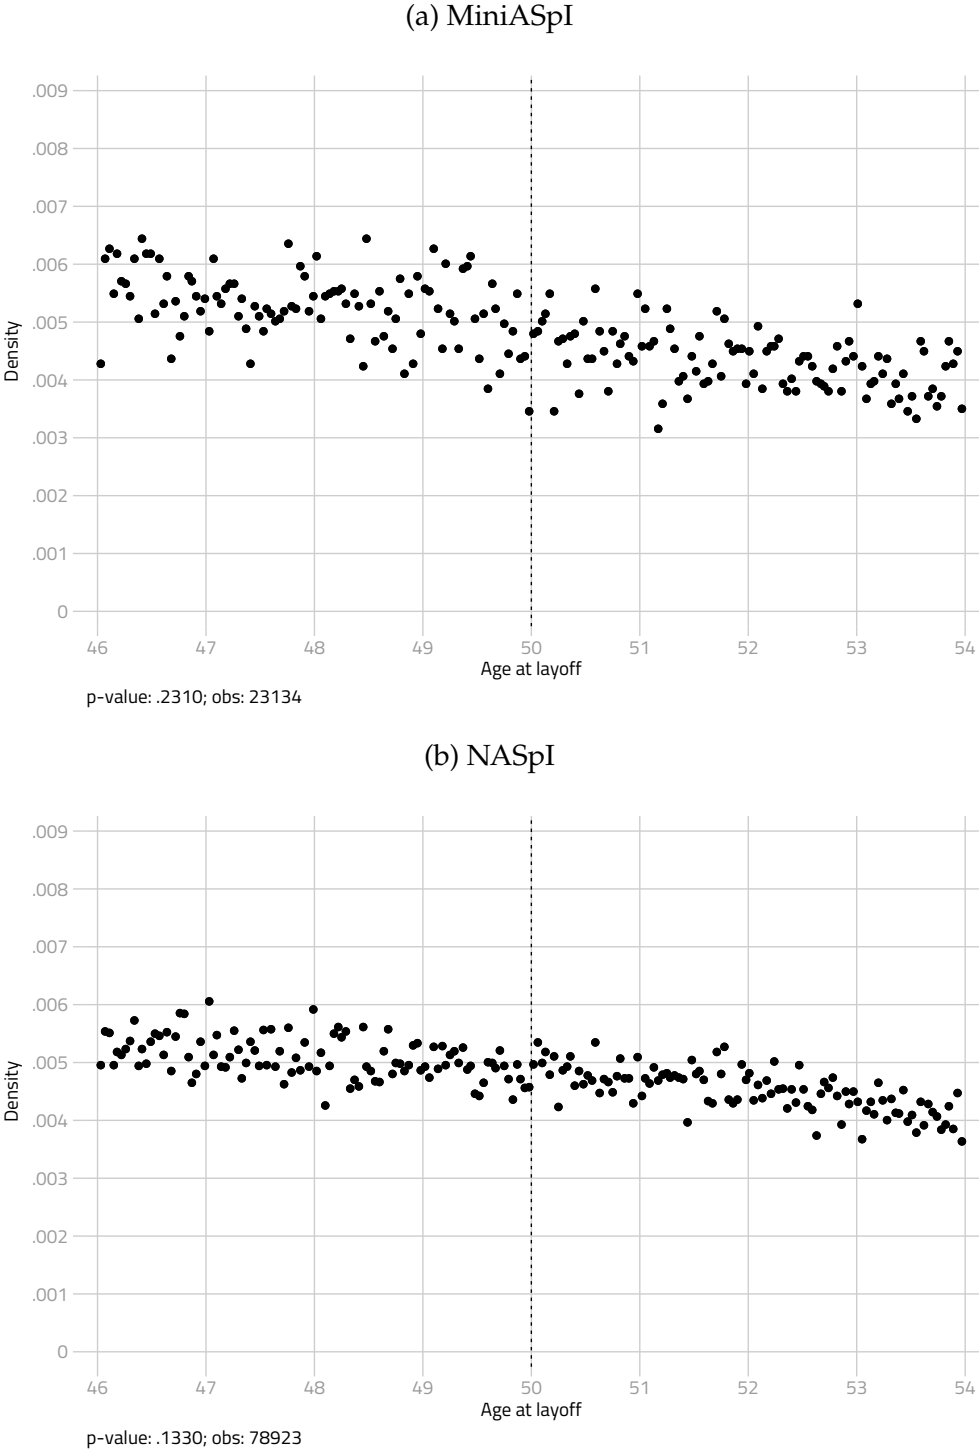 (a) MiniASpI
.009
.008
.007
.006
.005
.004
.003
.002
.001
0
Density
46 47 48 49 50 51 52 53 54
Age at layoff
p-value: .2310; obs: 23134
(b) NASpI
.009
.008
.007
.006
.005
.004
.003
.002
.001
0
Density
46 47 48 49 50 51 52 53 54
Age at layoff
p-value: .1330; obs: 78923